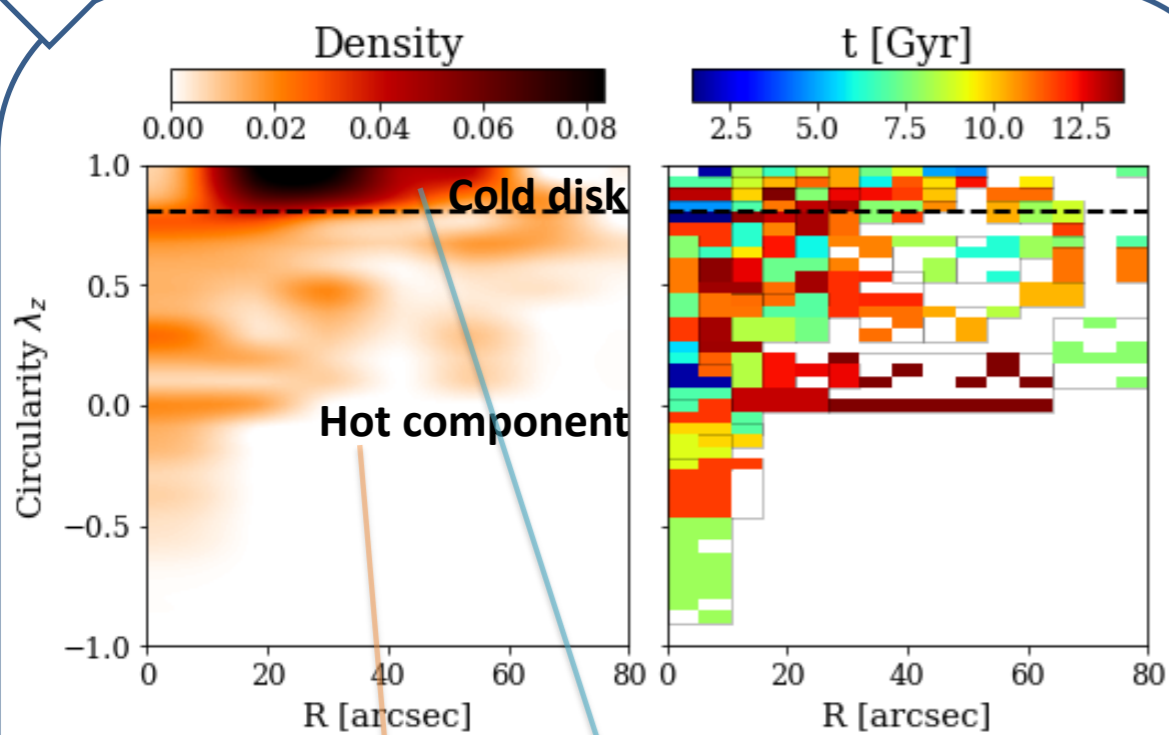 Density
t [Gyr]
0.00 0.02 0.04 0.06 0.08
2.5 5.0 7.5 10.0 12.5
1.0
0.5
0.0
−0.5
−1.0
Circularity λz
Cold disk
Hot component
0 20 40 60 80
0 20 40 60 80
R [arcsec]
R [arcsec]